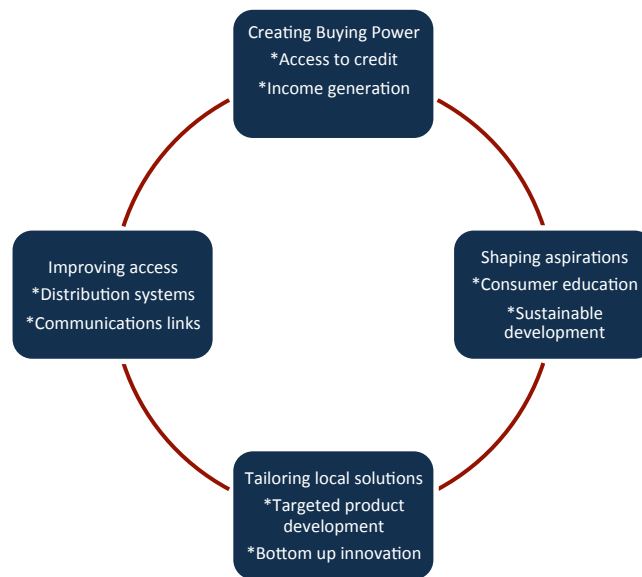 Creating Buying Power
*Access to credit
*Income generation
Improving access
*Distribution systems
*Communications links
Shaping aspirations
*Consumer education
*Sustainable
development
Tailoring local solutions
*Targeted product
development
*Bottom up innovation